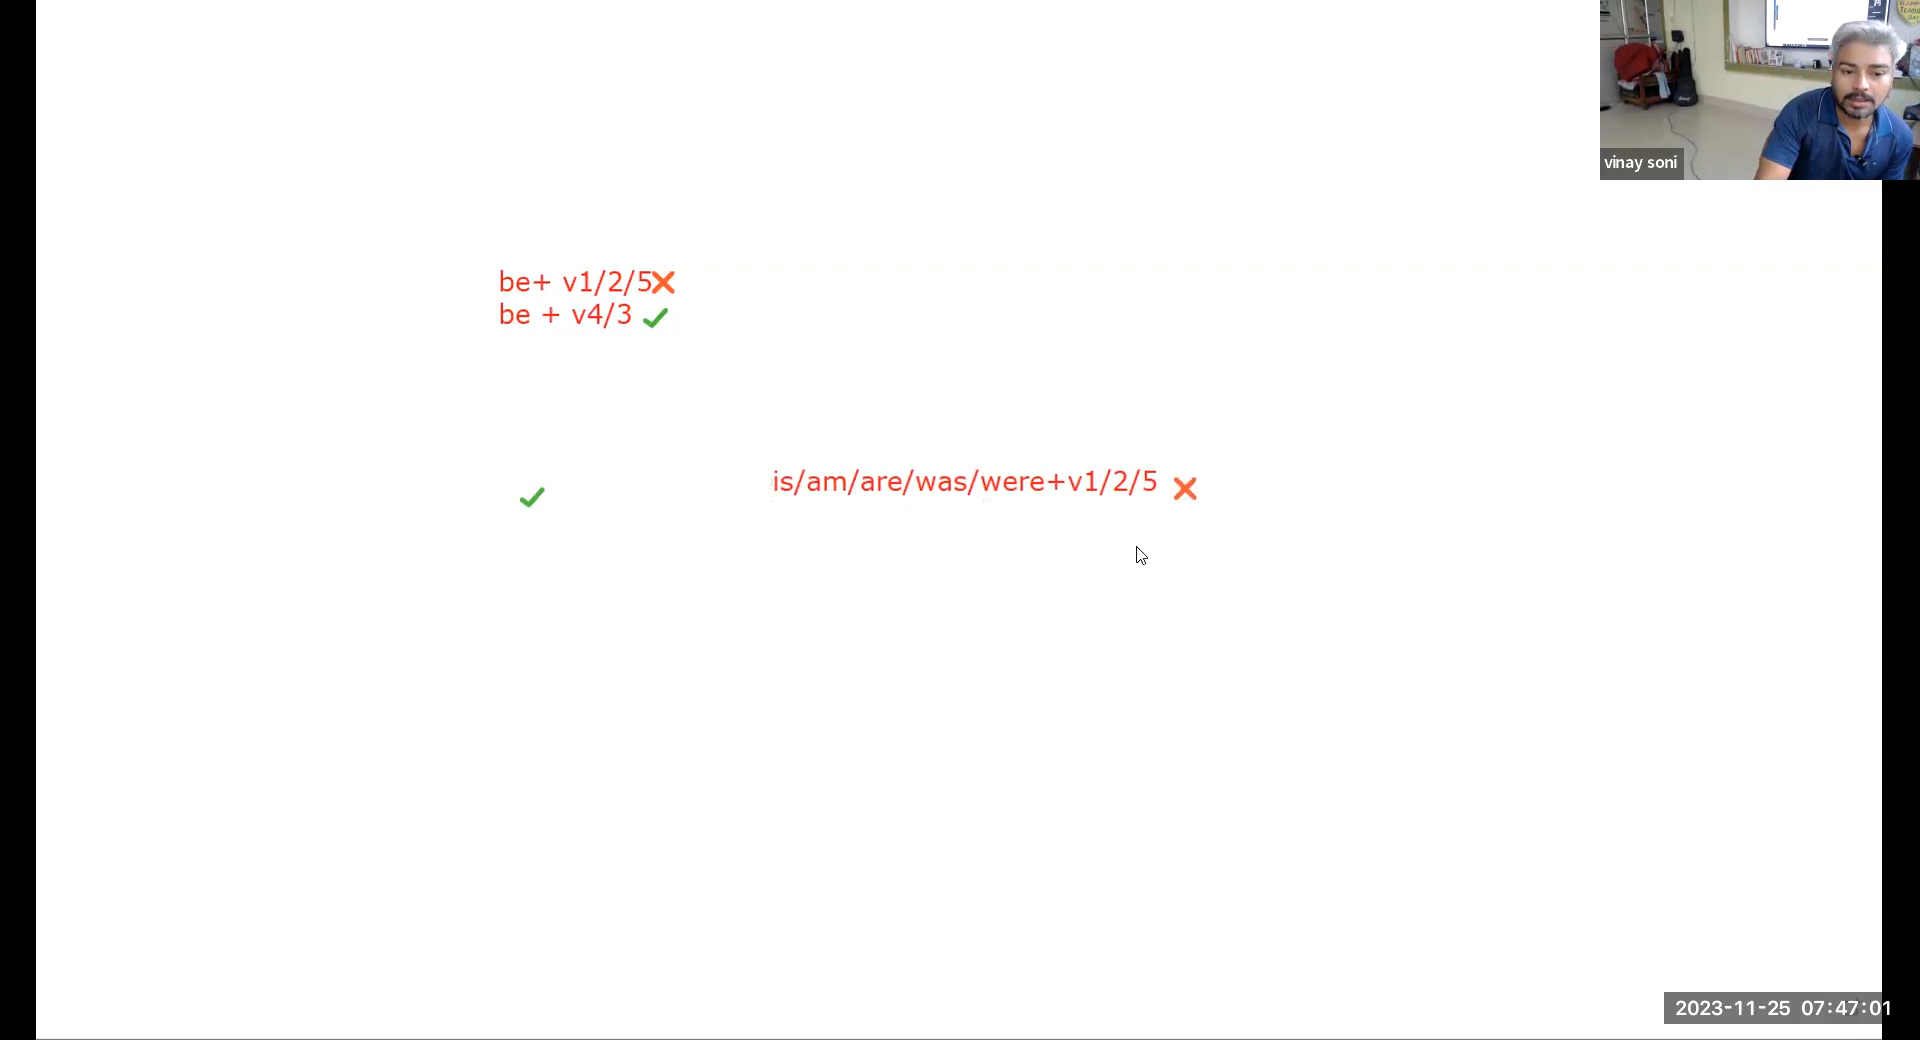 vinay soni
be+ v1/2/5❌
be + v4/3 ✔
✔ is/am/are/was/were+v1/2/5 ❌
2023-11-25 07:47:01